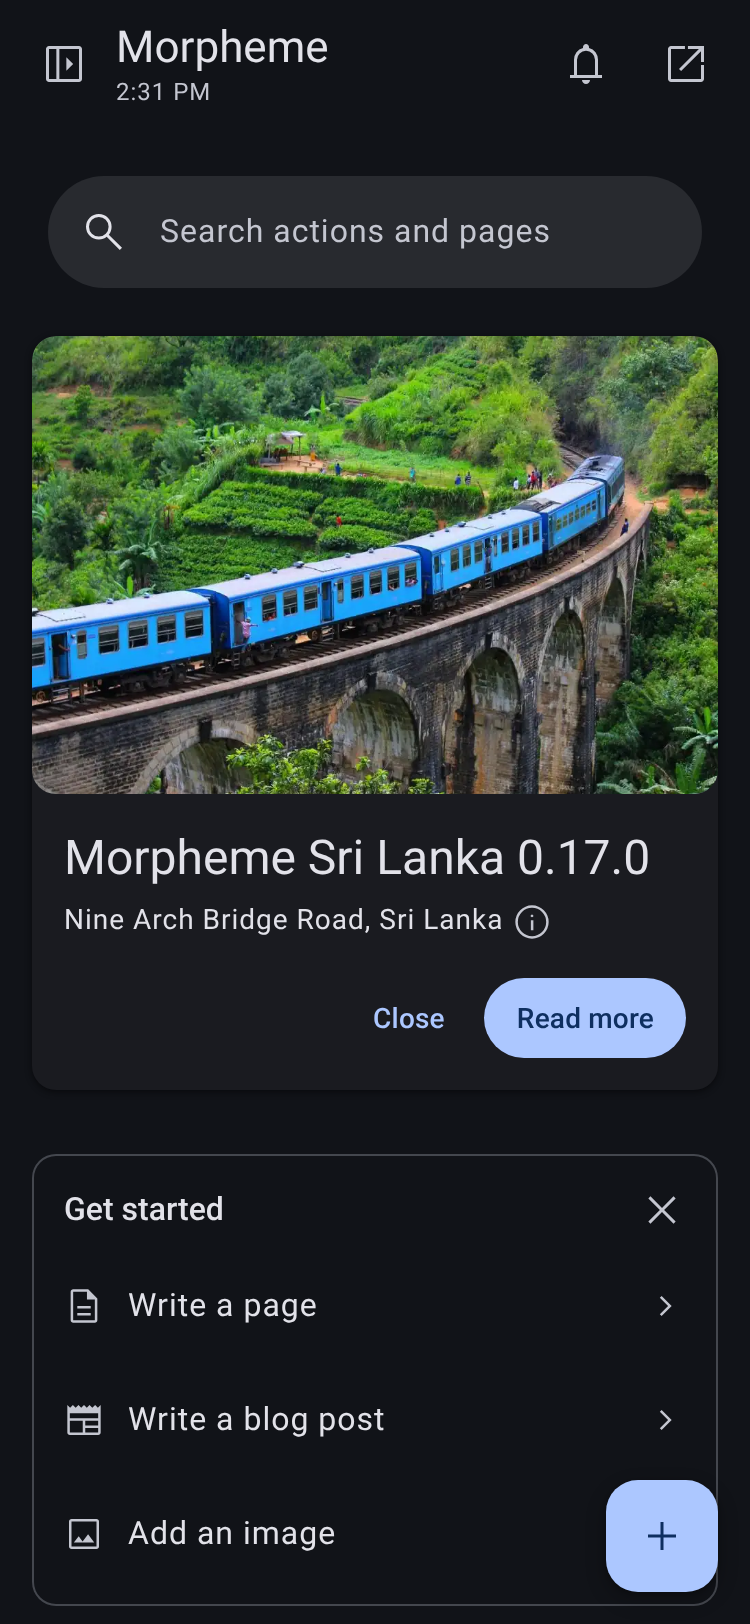 Morpheme
2:31 PM
Search actions and pages
Morpheme Sri Lanka 0.17.0
Nine Arch Bridge Road, Sri Lanka
Close
Read more
Get started
Write a page
Write a blog post
Add an image